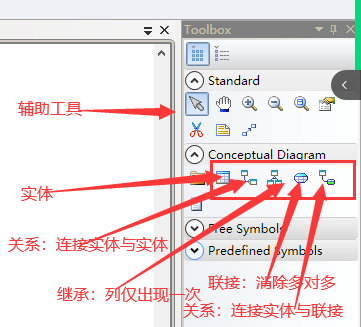 Toolbox
Standard
辅助工具
Conceptual Diagram
实体
关系：连接实体与实体
Free Symbols
Predefined Symbols
联接：消除多对多
继承：列仅出现一次
关系：连接实体与联接